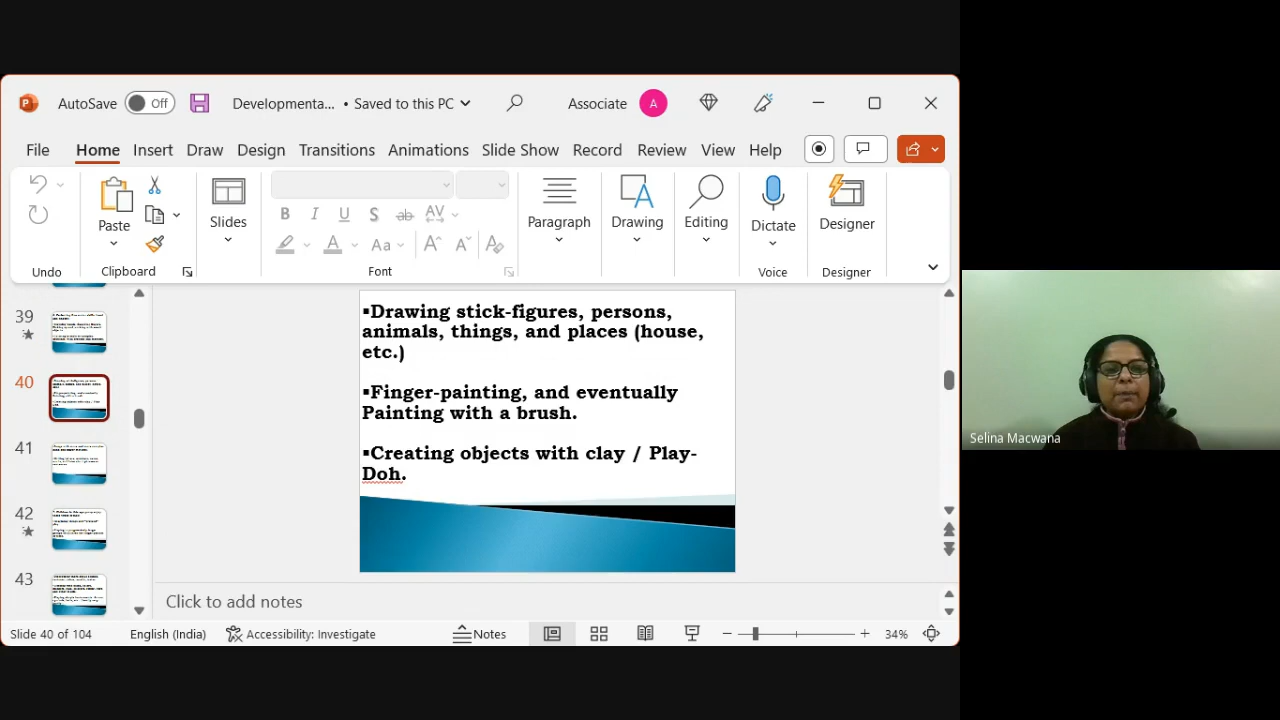 AutoSave Off Developmenta... • Saved to this PC Associate A
File Home Insert Draw Design Transitions Animations Slide Show Record Review View Help
Paste Slides B I U S ab AV Aa A A Paragraph Drawing Editing Dictate Designer
Undo Clipboard Font Voice Designer
39
40
41
42
43
▪Drawing stick-figures, persons,
animals, things, and places (house,
etc.)
▪Finger-painting, and eventually
Painting with a brush.
▪Creating objects with clay / Play-
Doh.
Click to add notes
Slide 40 of 104 English (India) Accessibility: Investigate Notes 34%
Selina Macwana